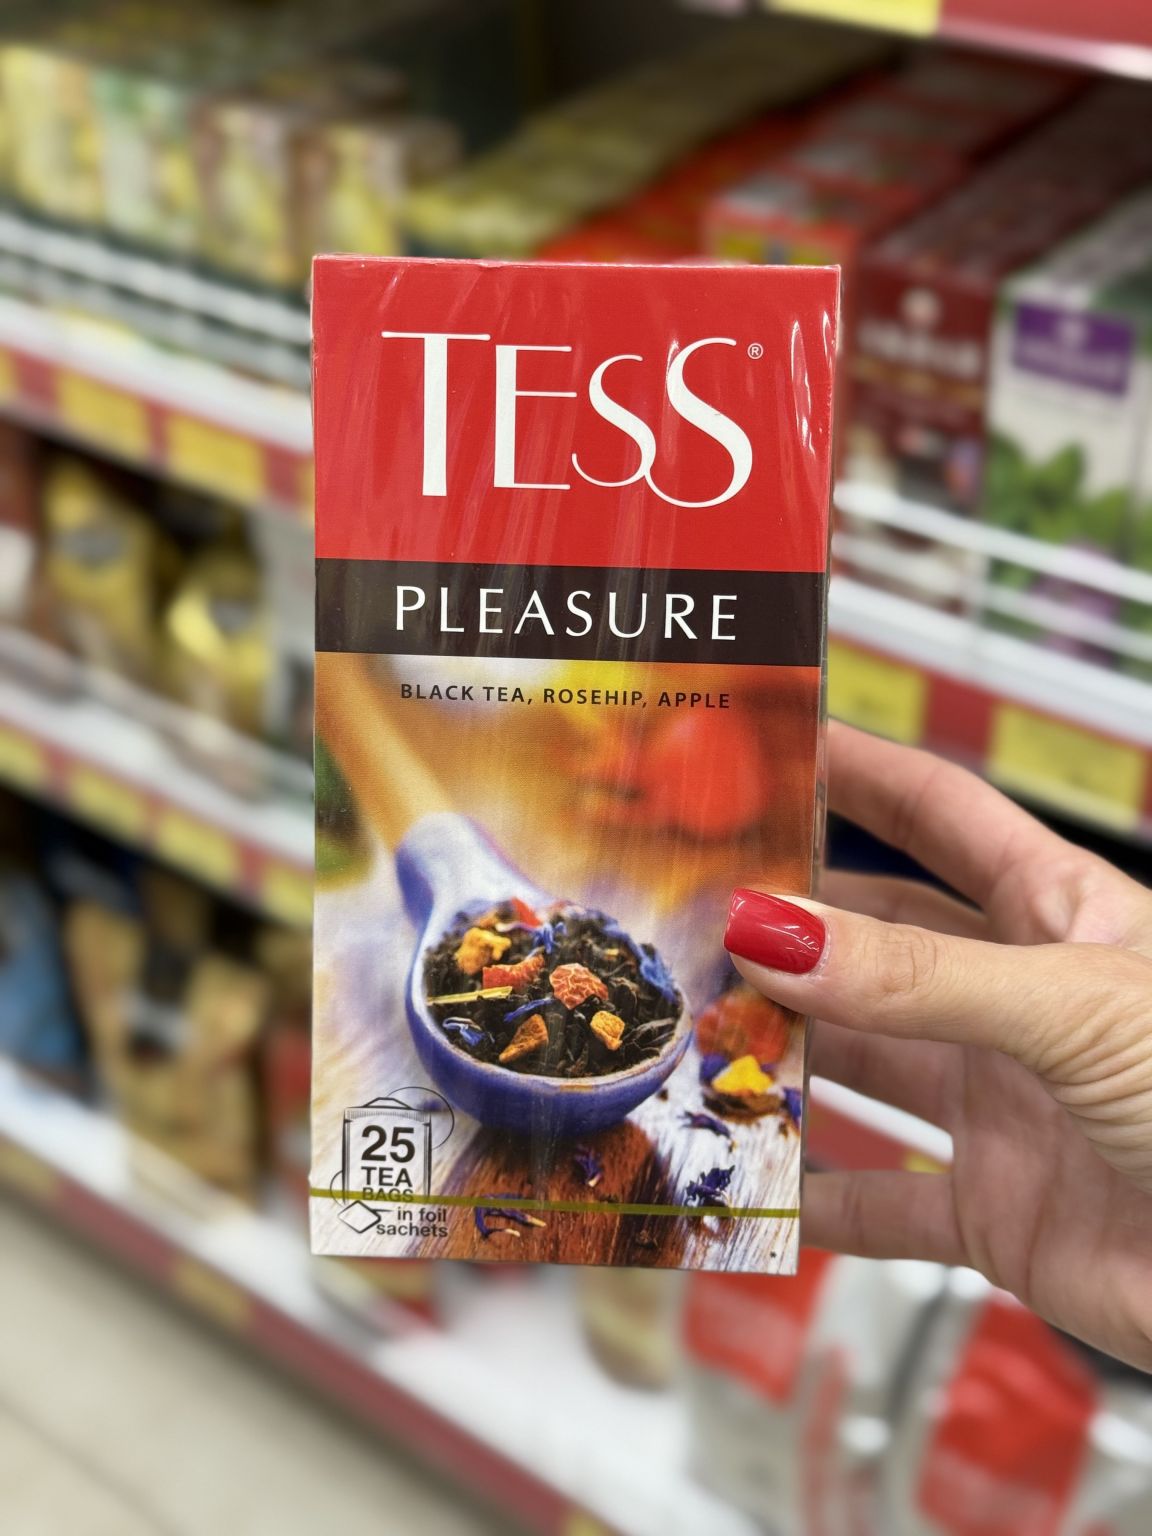 TESS®
PLEASURE
BLACK TEA, ROSEHIP, APPLE
25
TEA
BAGS
in foil
sachets
*